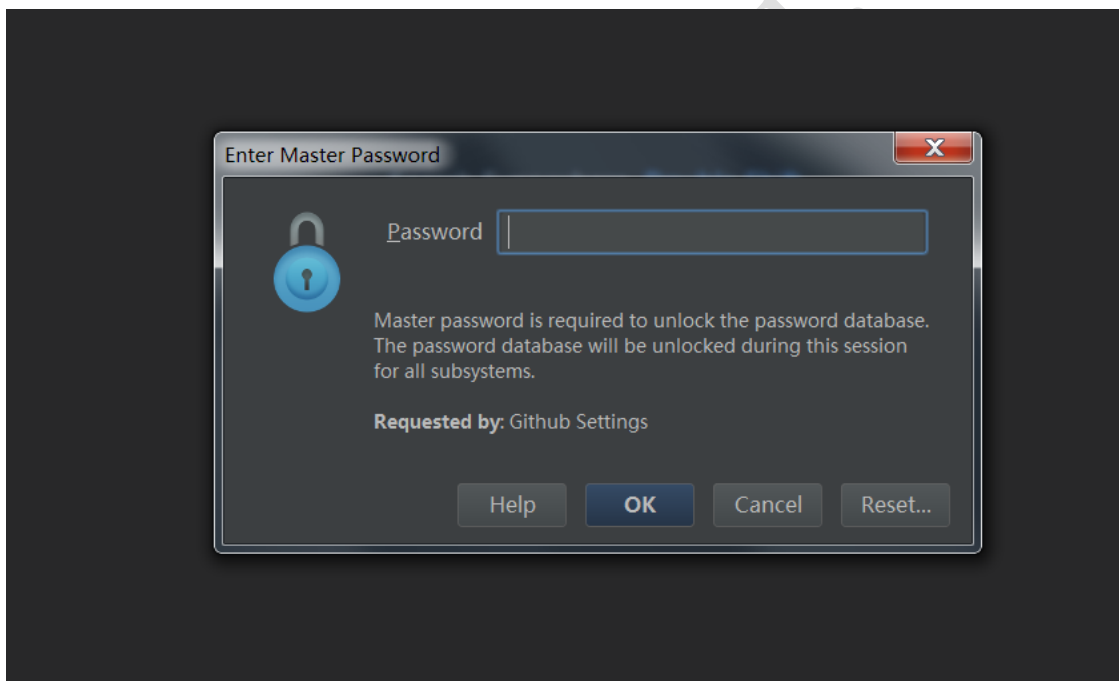 Enter Master Password
Password
Master password is required to unlock the password database.
The password database will be unlocked during this session
for all subsystems.
Requested by: Github Settings
Help OK Cancel Reset...